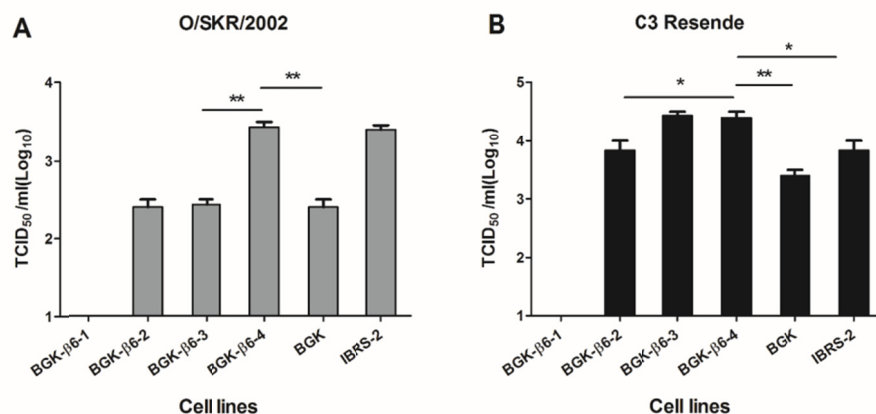 A
O/SKR/2002
TCID50 /ml(Log10)
4
3
2
1
**
**
BGK-β6-1
BGK-β6-2
BGK-β6-3
BGK-β6-4
BGK
IBRS-2
Cell lines
B
C3 Resende
TCID50 /ml(Log10)
5
4
3
2
1
*
*
**
BGK-β6-1
BGK-β6-2
BGK-β6-3
BGK-β6-4
BGK
IBRS-2
Cell lines